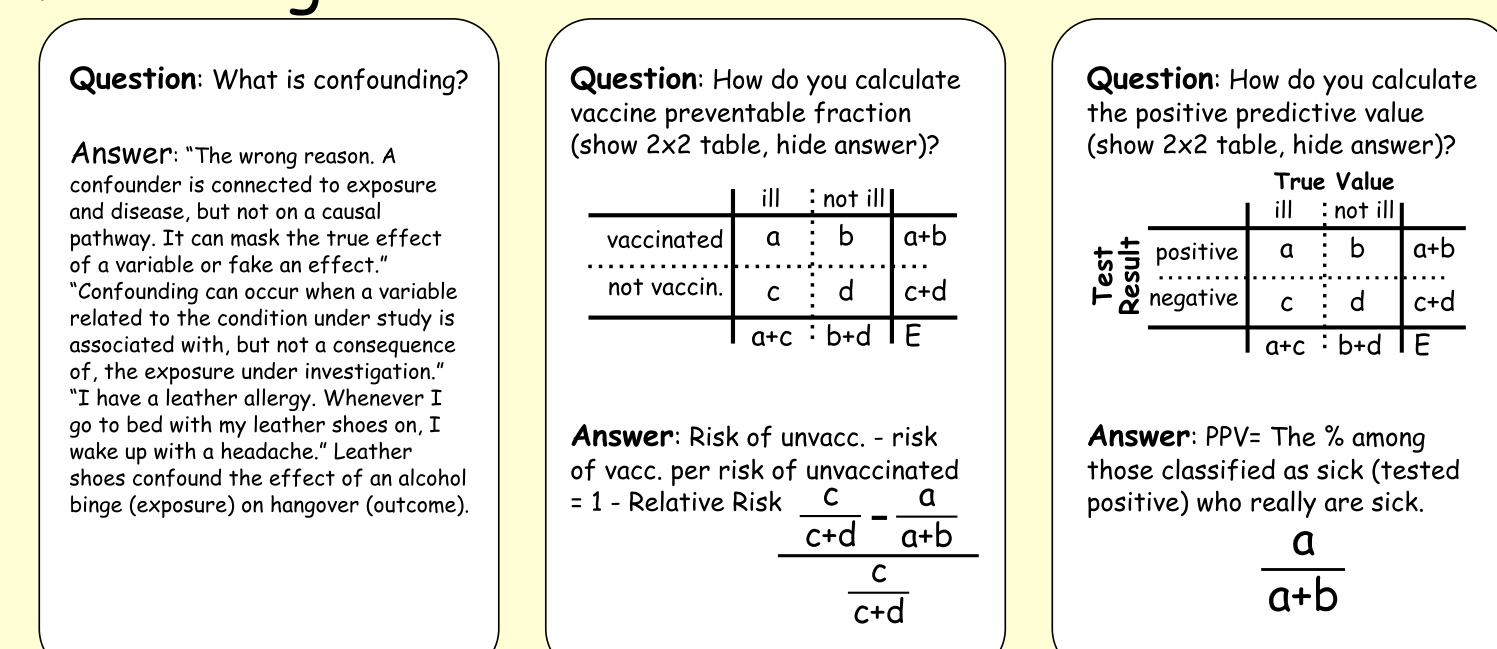 Question: What is confounding?
Answer: “The wrong reason. A
confounder is connected to exposure
and disease, but not on a causal
pathway. It can mask the true effect
of a variable or fake an effect.”
“Confounding can occur when a variable
related to the condition under study is
associated with, but not a consequence
of, the exposure under investigation.”
“I have a leather allergy. Whenever I
go to bed with my leather shoes on, I
wake up with a headache.” Leather
shoes confound the effect of an alcohol
binge (exposure) on hangover (outcome).
Question: How do you calculate
vaccine preventable fraction
(show 2x2 table, hide answer)?
ill not ill
vaccinated a b a+b
not vaccin. c d c+d
a+c b+d E
Answer: Risk of unvacc. - risk
of vacc. per risk of unvaccinated
= 1 - Relative Risk
c a
-
c+d a+b
c
c+d
Question: How do you calculate
the positive predictive value
(show 2x2 table, hide answer)?
True Value
ill not ill
Test
Result
positive a b a+b
negative c d c+d
a+c b+d E
Answer: PPV= The % among
those classified as sick (tested
positive) who really are sick.
a
a+b